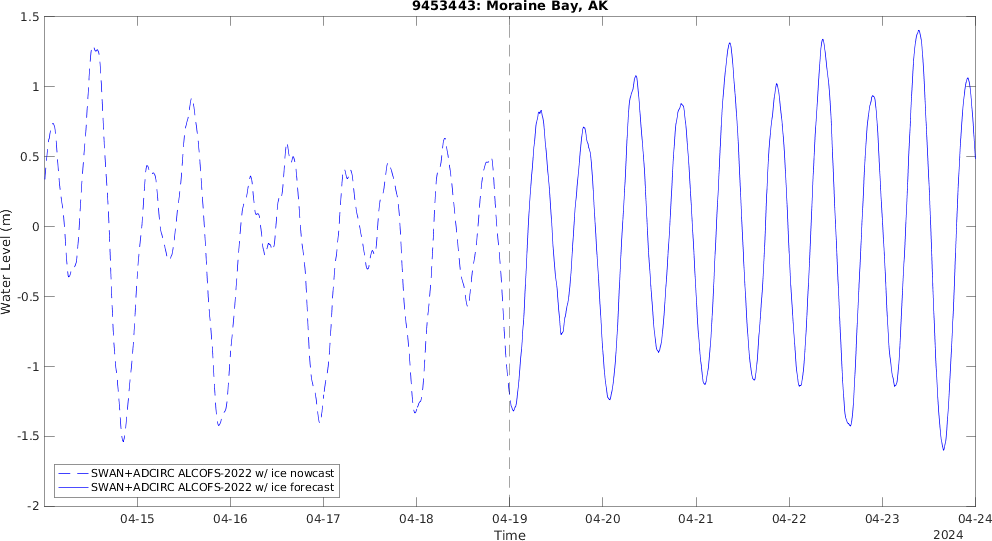 9453443: Moraine Bay, AK
Water Level (m)
1.5
1
0.5
0
-0.5
-1
-1.5
-2
SWAN+ADCIRC ALCOFS-2022 w/ ice nowcast
SWAN+ADCIRC ALCOFS-2022 w/ ice forecast
04-15 04-16 04-17 04-18 04-19 04-20 04-21 04-22 04-23 04-24
Time
2024